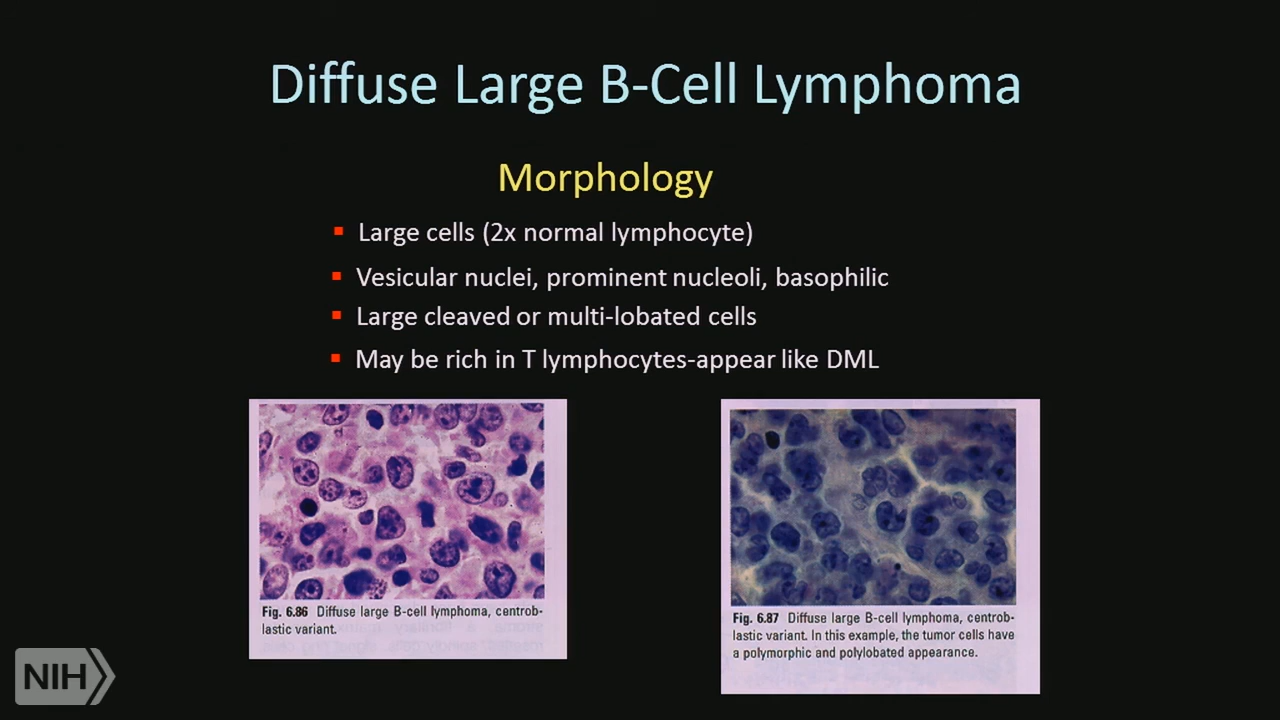 Diffuse Large B-Cell Lymphoma
Morphology
Large cells (2x normal lymphocyte)
Vesicular nuclei, prominent nucleoli, basophilic
Large cleaved or multi-lobated cells
May be rich in T lymphocytes-appear like DML
Fig. 6.86 Diffuse large B-cell lymphoma, centrob-
lastic variant.
Fig. 6.87 Diffuse large B-cell lymphoma, centrob-
lastic variant. In this example, the tumor cells have
a polymorphic and polylobated appearance.
NIH